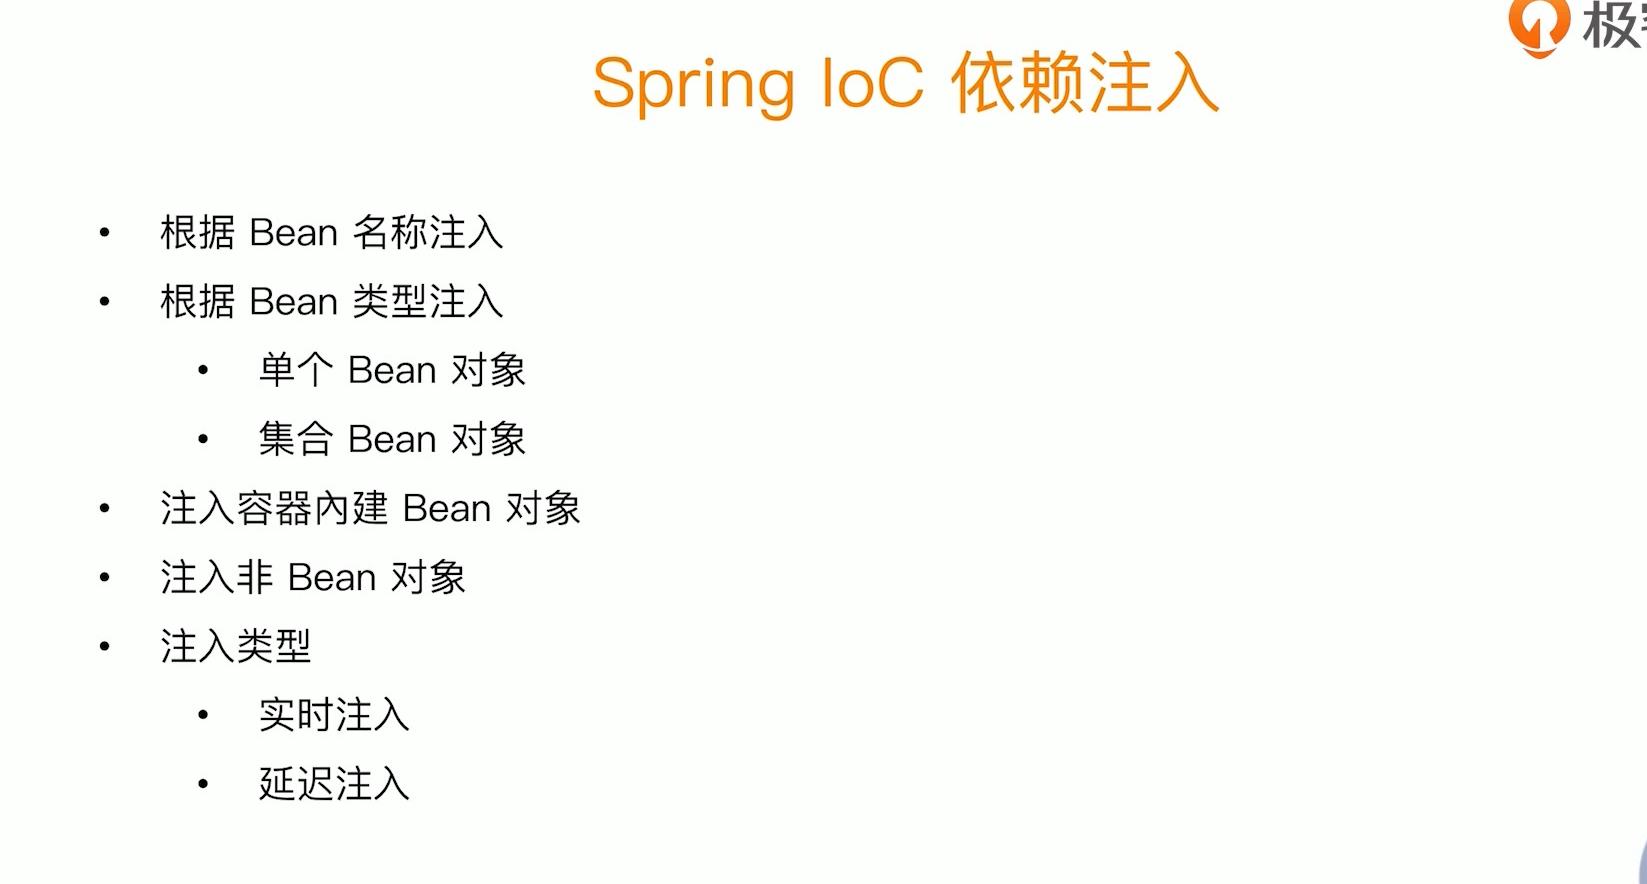 极
Spring IoC 依赖注入
• 根据 Bean 名称注入
• 根据 Bean 类型注入
• 单个 Bean 对象
• 集合 Bean 对象
• 注入容器內建 Bean 对象
• 注入非 Bean 对象
• 注入类型
• 实时注入
• 延迟注入